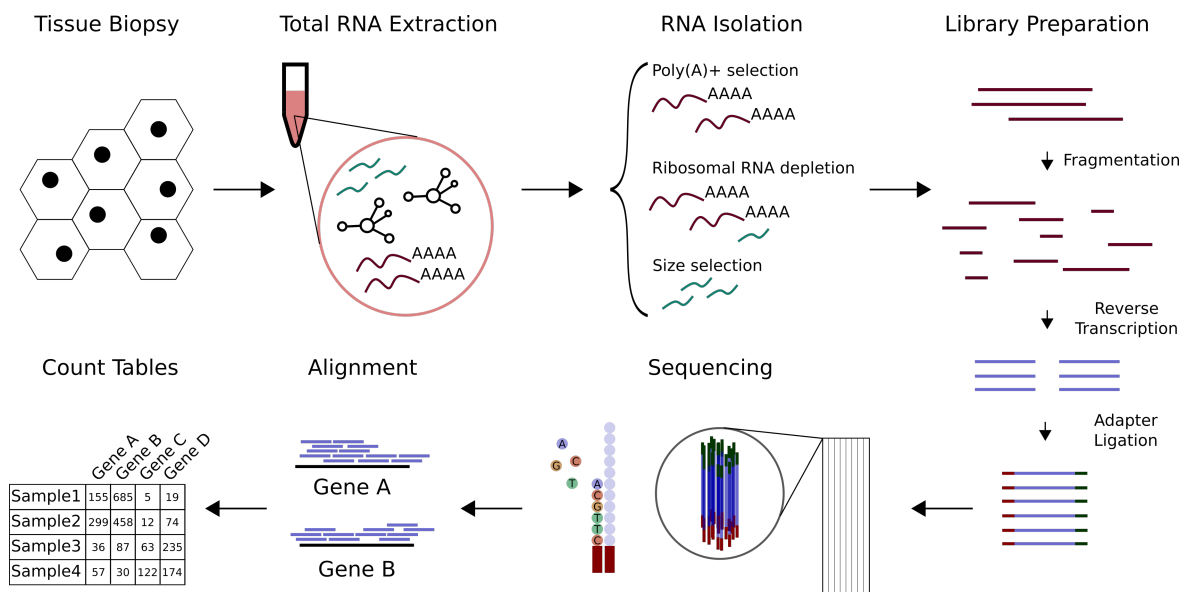 Tissue Biopsy
Total RNA Extraction
RNA Isolation
Library Preparation
Poly(A)+ selection
AAAA
AAAA
Ribosomal RNA depletion
AAAA
AAAA
Size selection
AAAA
AAAA
Fragmentation
Reverse
Transcription
Adapter
Ligation
Count Tables
Alignment
Sequencing
Gene A
Gene B
Gene C
Gene D
Sample1 155 685 5 19
Sample2 299 458 12 74
Sample3 36 87 63 235
Sample4 57 30 122 174
Gene A
Gene B
A
G
C
T
A
C
G
T
T
C